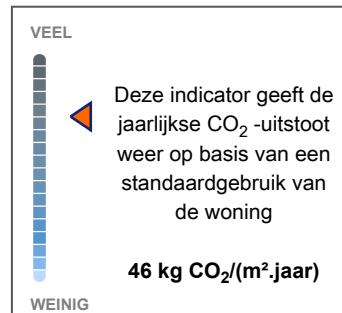 VEEL
Deze indicator geeft de
jaarlijkse CO₂ -uitstoot
weer op basis van een
standaardgebruik van
de woning
46 kg CO₂/(m².jaar)
WEINIG